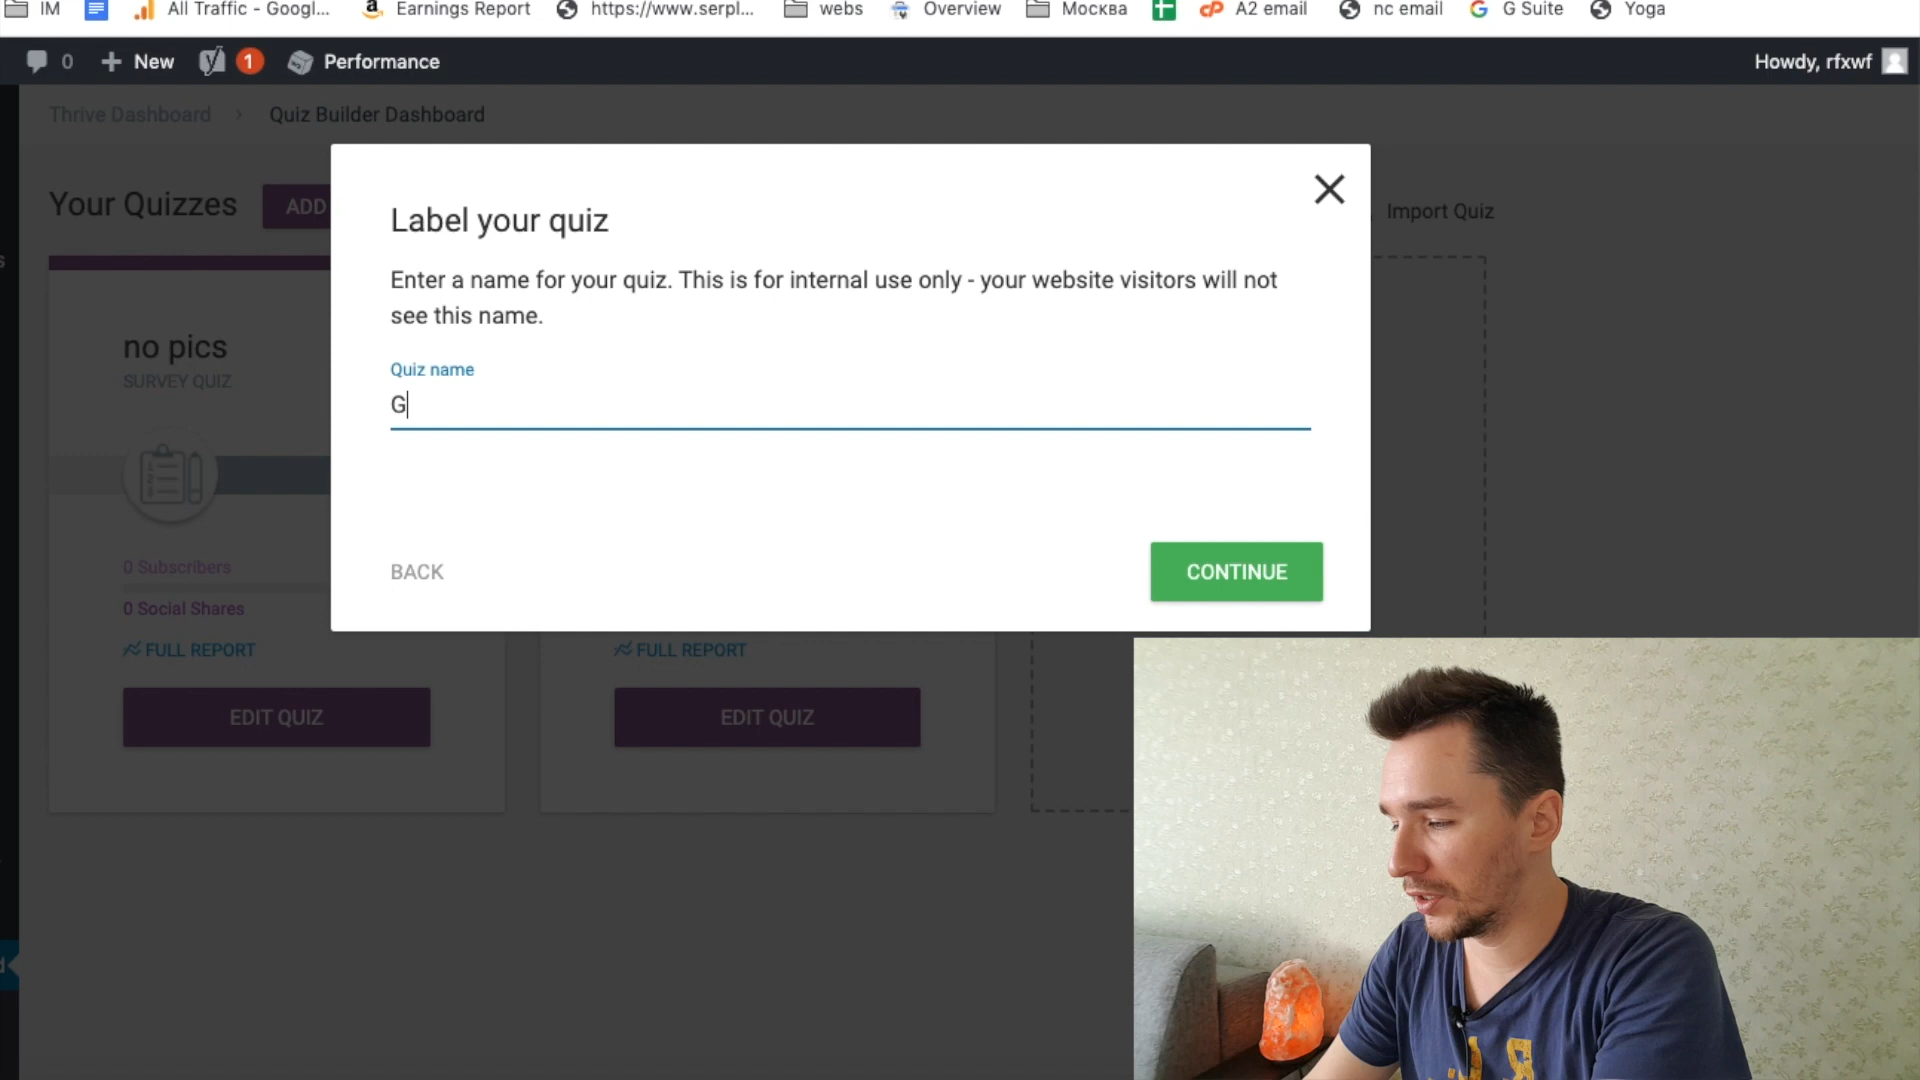 IM
All Traffic - Googl...
Earnings Report
https://www.serpl...
webs
Overview
Москва
A2 email
nc email
G Suite
Yoga
0
New
1
Performance
Howdy, rfxwf
Thrive Dashboard
Quiz Builder Dashboard
Your Quizzes
ADD
Import Quiz
Label your quiz
Enter a name for your quiz. This is for internal use only - your website visitors will not
see this name.
Quiz name
G
BACK
CONTINUE
no pics
SURVEY QUIZ
0 Subscribers
0 Social Shares
FULL REPORT
FULL REPORT
EDIT QUIZ
EDIT QUIZ